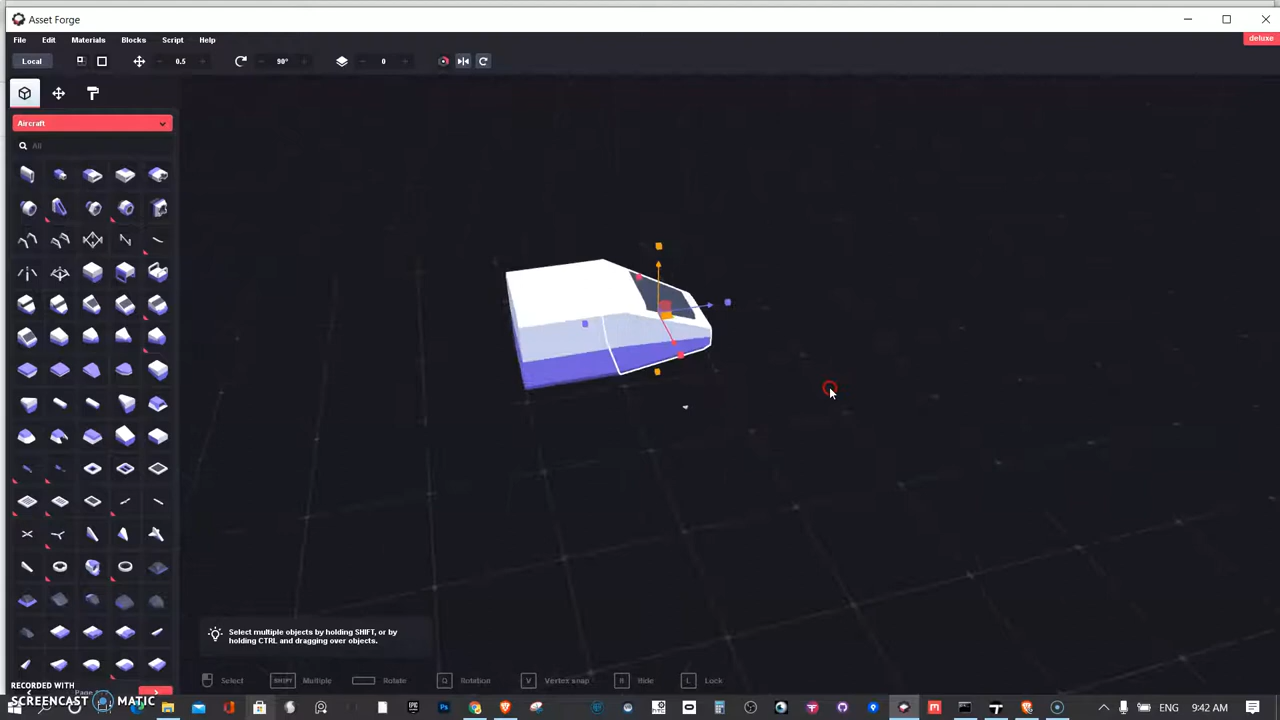 Asset Forge
File Edit Materials Blocks Script Help
deluxe
Local 0.5 90° 0
Aircraft
All
Select multiple objects by holding SHIFT, or by
holding CTRL and dragging over objects.
Select SHIFT Multiple Rotate Q Rotation V Vertex snap Hide L Lock
RECORDED WITH
SCREENCAST MATIC
9:42 AM